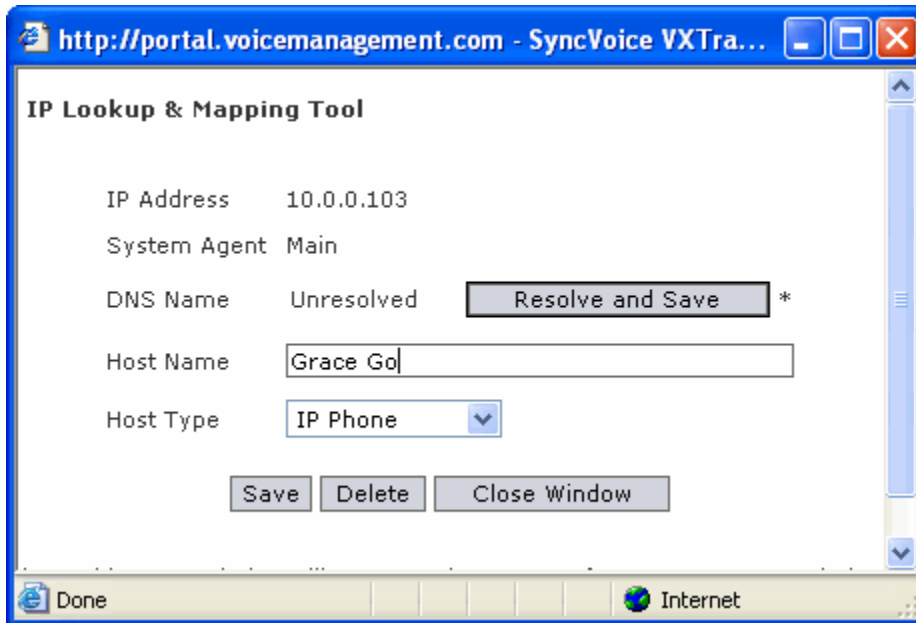 http://portal.voicemanagement.com - SyncVoice VXTra...
IP Lookup & Mapping Tool
IP Address 10.0.0.103
System Agent Main
DNS Name Unresolved Resolve and Save *
Host Name Grace Go
Host Type IP Phone
Save Delete Close Window
Done Internet